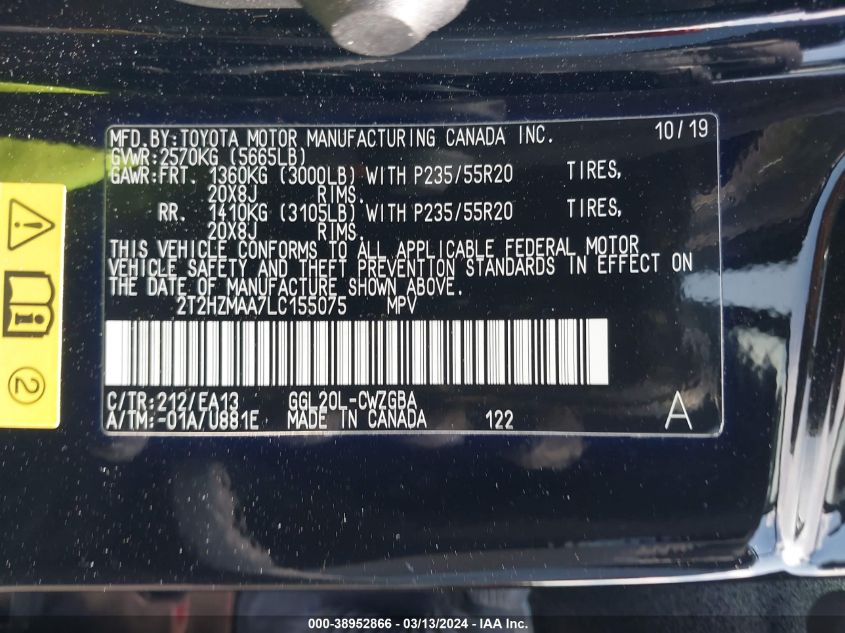 MFD.BY:TOYOTA MOTOR MANUFACTURING CANADA INC. 10/19
GVWR:2570KG (5665LB)
GAWR:FRT. 1360KG (3000LB) WITH P235/55R20 TIRES,
20X8J RIMS.
RR. 1410KG (3105LB) WITH P235/55R20 TIRES,
20X8J RIMS.
THIS VEHICLE CONFORMS TO ALL APPLICABLE FEDERAL MOTOR
VEHICLE SAFETY AND THEFT PREVENTION STANDARDS IN EFFECT ON
THE DATE OF MANUFACTURE SHOWN ABOVE.
2T2HZMAA7LC155075 MPV
C/TR:212/EA13 GGL20L-CWZGBA
A/TM:-01A/U881E MADE IN CANADA 122 A
2
000-38952866 - 03/13/2024 - IAA Inc.